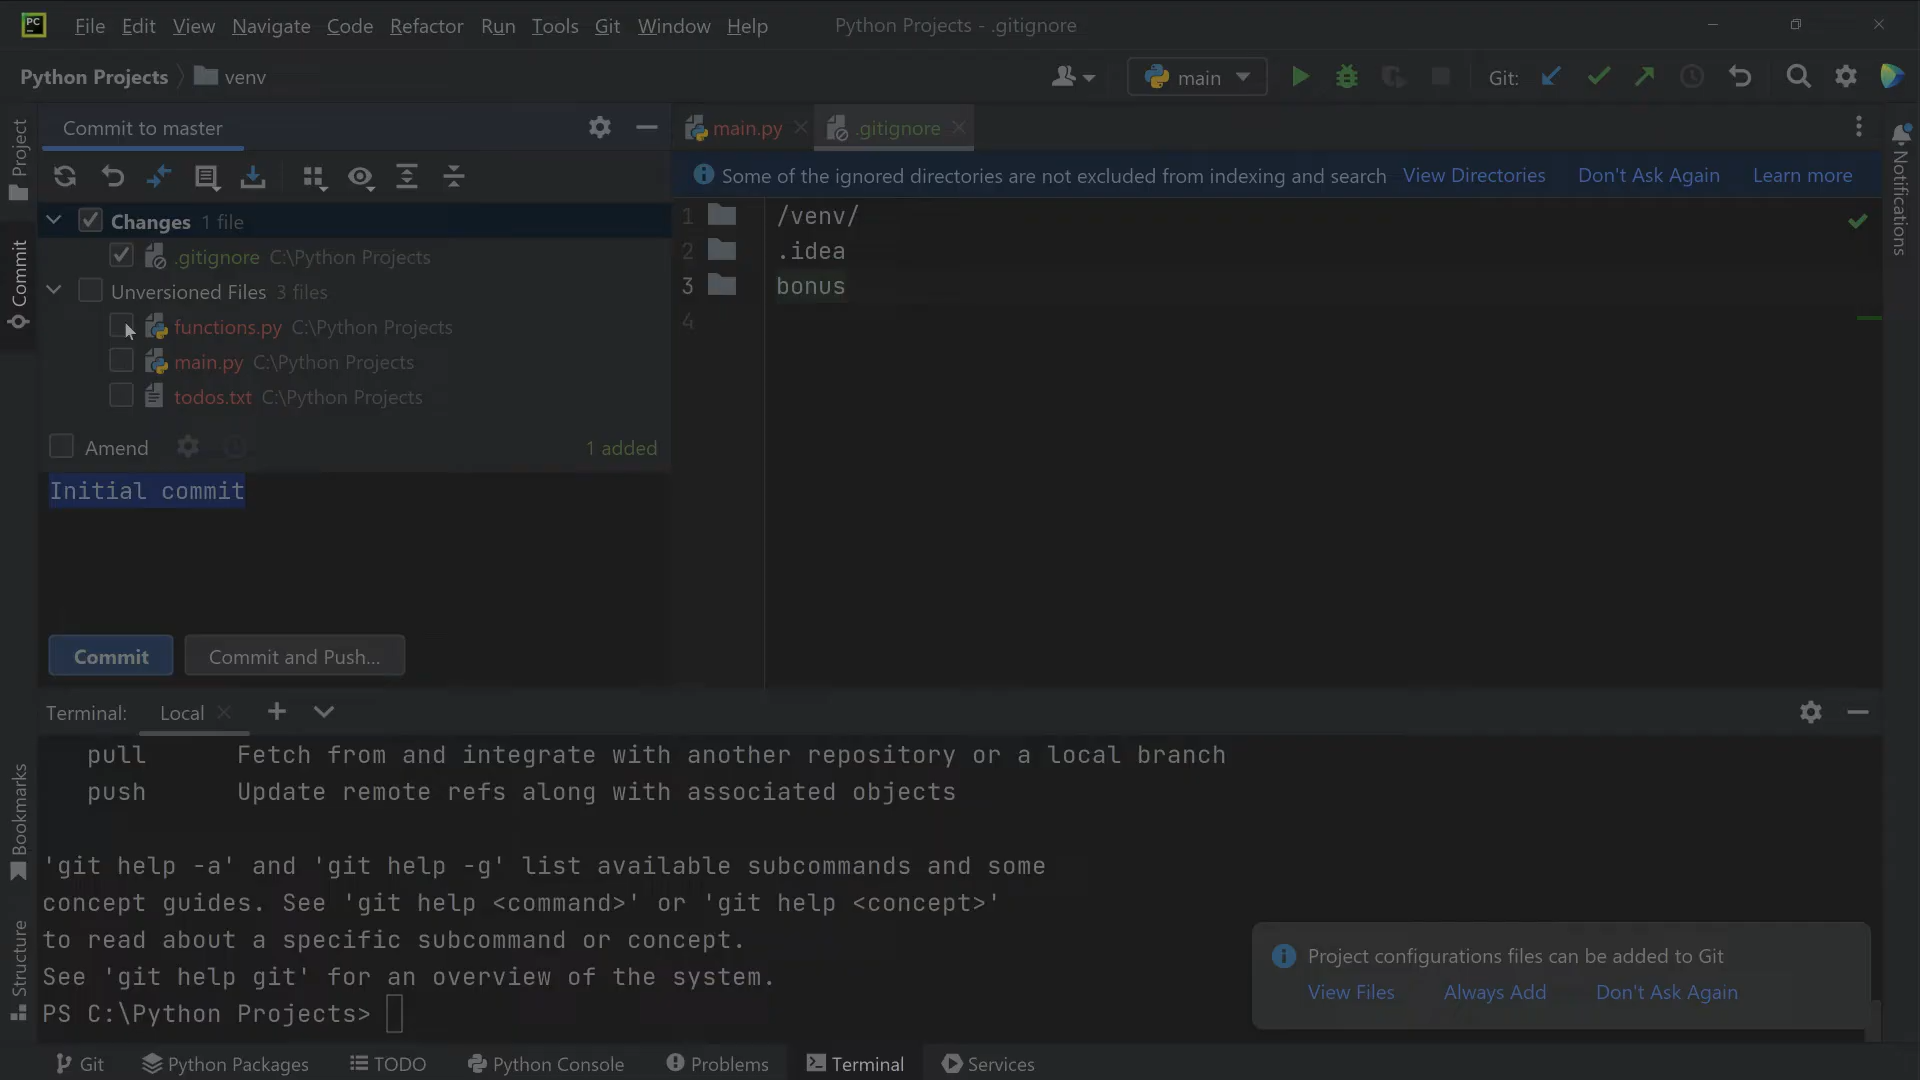 PC File Edit View Navigate Code Refactor Run Tools Git Window Help Python Projects - .gitignore
Python Projects venv main Git:
Project
Commit
Bookmarks
Structure
Commit to master
Changes 1 file
.gitignore C:\Python Projects
Unversioned Files 3 files
functions.py C:\Python Projects
main.py C:\Python Projects
todos.txt C:\Python Projects
Amend 1 added
Initial commit
Commit Commit and Push...
main.py .gitignore
Some of the ignored directories are not excluded from indexing and search View Directories Don't Ask Again Learn more
1 /venv/
2 .idea
3 bonus
4
Notifications
Terminal: Local
pull Fetch from and integrate with another repository or a local branch
push Update remote refs along with associated objects
'git help -a' and 'git help -g' list available subcommands and some
concept guides. See 'git help <command>' or 'git help <concept>'
to read about a specific subcommand or concept.
See 'git help git' for an overview of the system.
PS C:\Python Projects>
Project configurations files can be added to Git
View Files Always Add Don't Ask Again
Git Python Packages TODO Python Console Problems Terminal Services